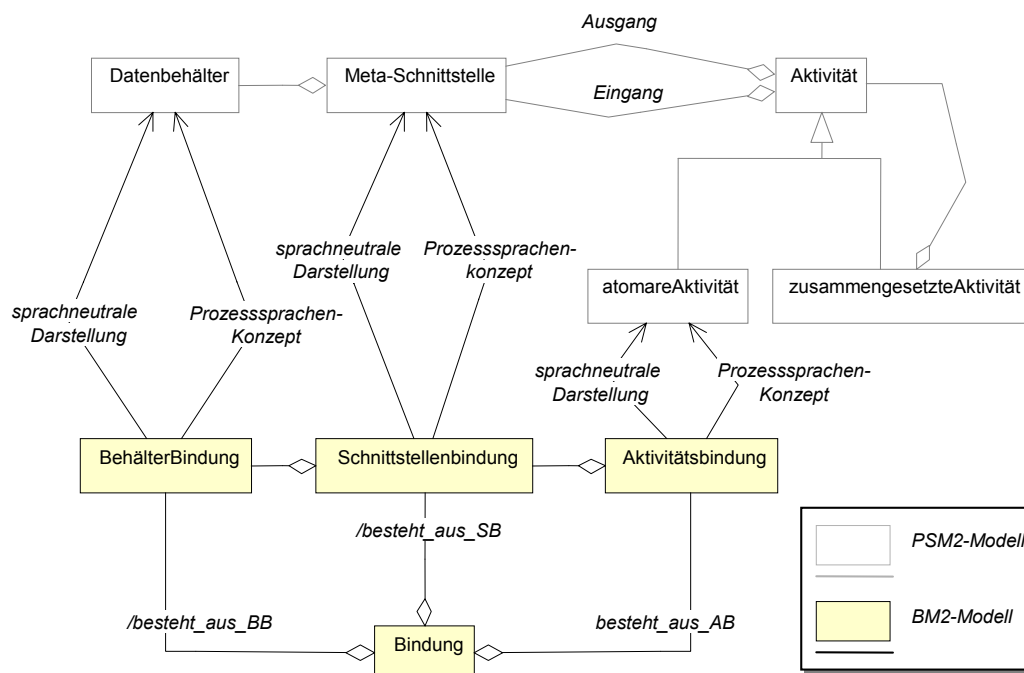 Ausgang
Datenbehälter
Meta-Schnittstelle
Aktivität
Eingang
sprachneutrale
Darstellung
Prozesssprachen-
konzept
atomareAktivität
zusammengesetzteAktivität
sprachneutrale
Darstellung
Prozesssprachen-
Konzept
sprachneutrale
Darstellung
Prozesssprachen-
Konzept
BehälterBindung
Schnittstellenbindung
Aktivitätsbindung
/besteht_aus_SB
PSM2-Modell
/besteht_aus_BB
besteht_aus_AB
BM2-Modell
Bindung